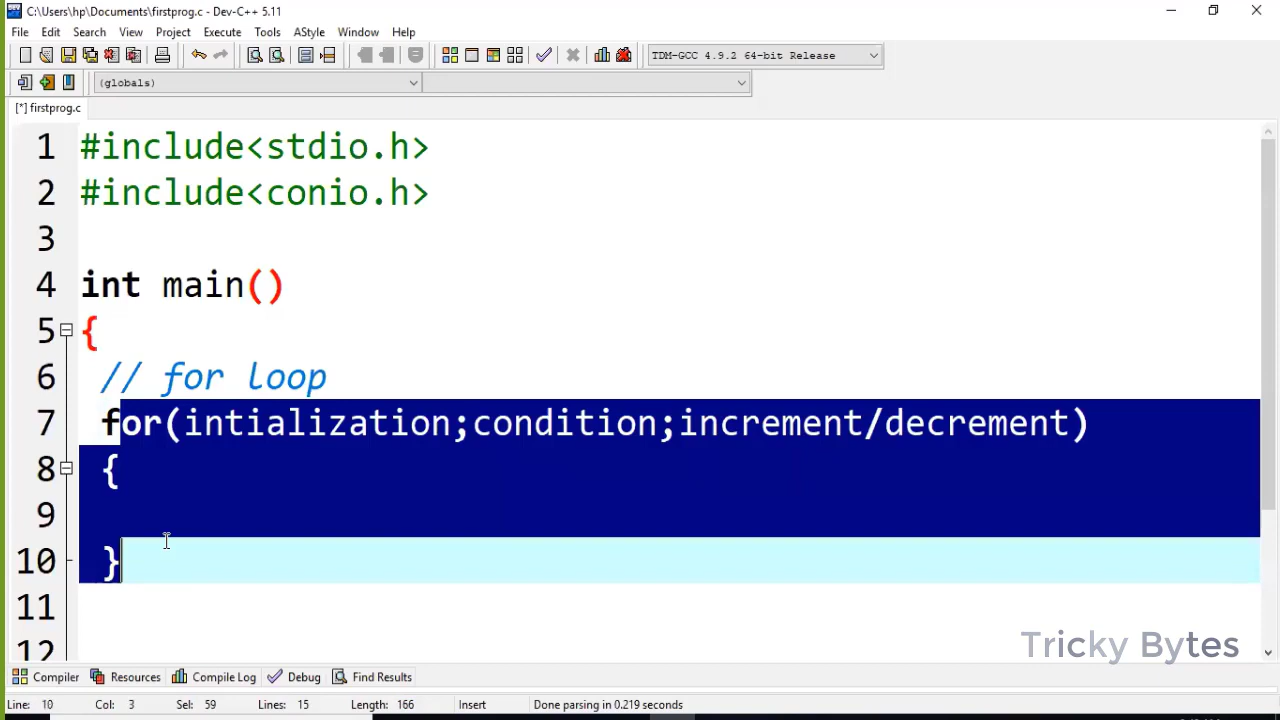 C:\Users\hp\Documents\firstprog.c - Dev-C++ 5.11
File Edit Search View Project Execute Tools AStyle Window Help
TDM-GCC 4.9.2 64-bit Release
(globals)
[*] firstprog.c
1 #include<stdio.h>
2 #include<conio.h>
3
4 int main()
5 {
6 // for loop
7 for(intialization;condition;increment/decrement)
8 {
9
10 }
11
12
Tricky Bytes
Compiler Resources Compile Log Debug Find Results
Line: 10 Col: 3 Sel: 59 Lines: 15 Length: 166 Insert Done parsing in 0.219 seconds